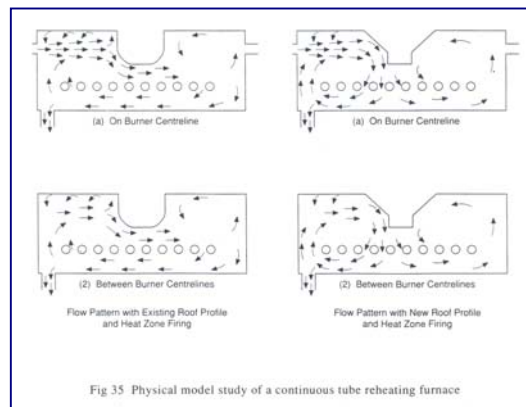 (a) On Burner Centreline
(a) On Burner Centreline
(2) Between Burner Centrelines
(2) Between Burner Centrelines
Flow Pattern with Existing Roof Profile
and Heat Zone Firing
Flow Pattern with New Roof Profile
and Heat Zone Firing
Fig 35 Physical model study of a continuous tube reheating furnace